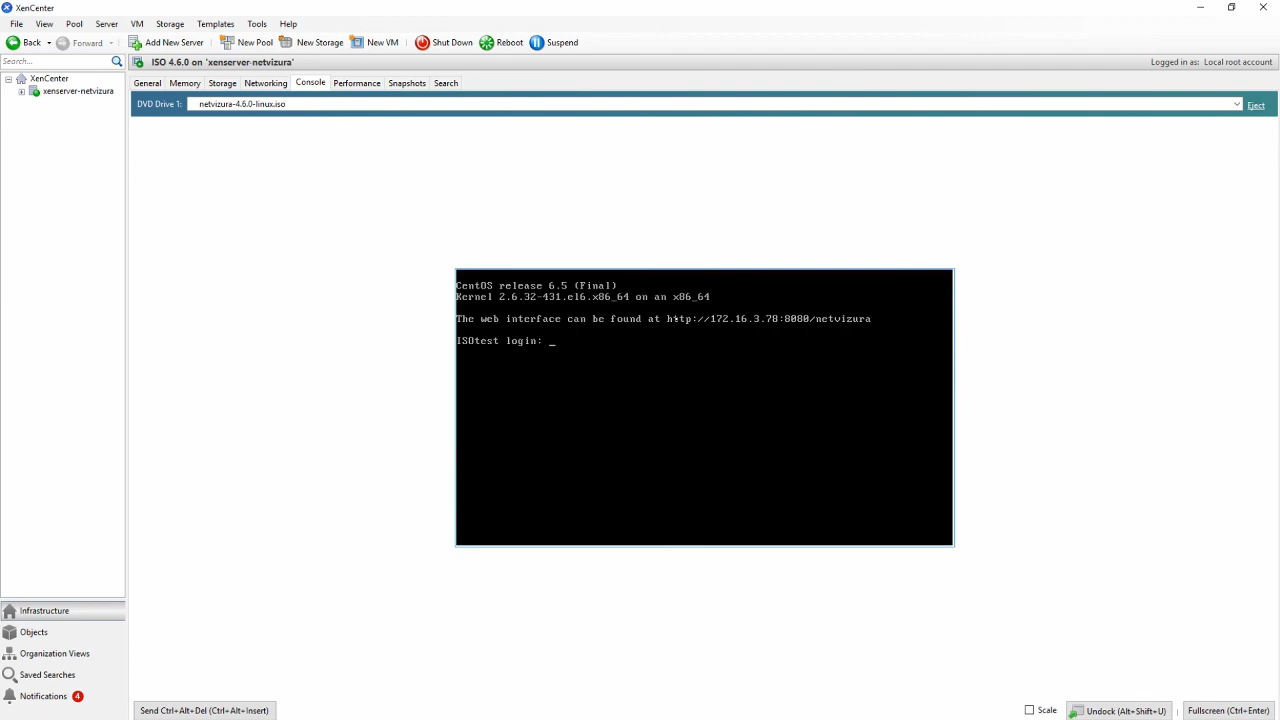 XenCenter
File View Pool Server VM Storage Templates Tools Help
Back Forward Add New Server New Pool New Storage New VM Shut Down Reboot Suspend
Search...
ISO 4.6.0 on 'xenserver-netvizura'
Logged in as: Local root account
XenCenter
xenserver-netvizura
General Memory Storage Networking Console Performance Snapshots Search
DVD Drive 1: netvizura-4.6.0-linux.iso Eject
CentOS release 6.5 (Final)
Kernel 2.6.32-431.el6.x86_64 on an x86_64
The web interface can be found at http://172.16.3.78:8080/netvizura
ISOtest login: _
Infrastructure
Objects
Organization Views
Saved Searches
Notifications 4
Send Ctrl+Alt+Del (Ctrl+Alt+Insert)
Scale Undock (Alt+Shift+U) Fullscreen (Ctrl+Enter)